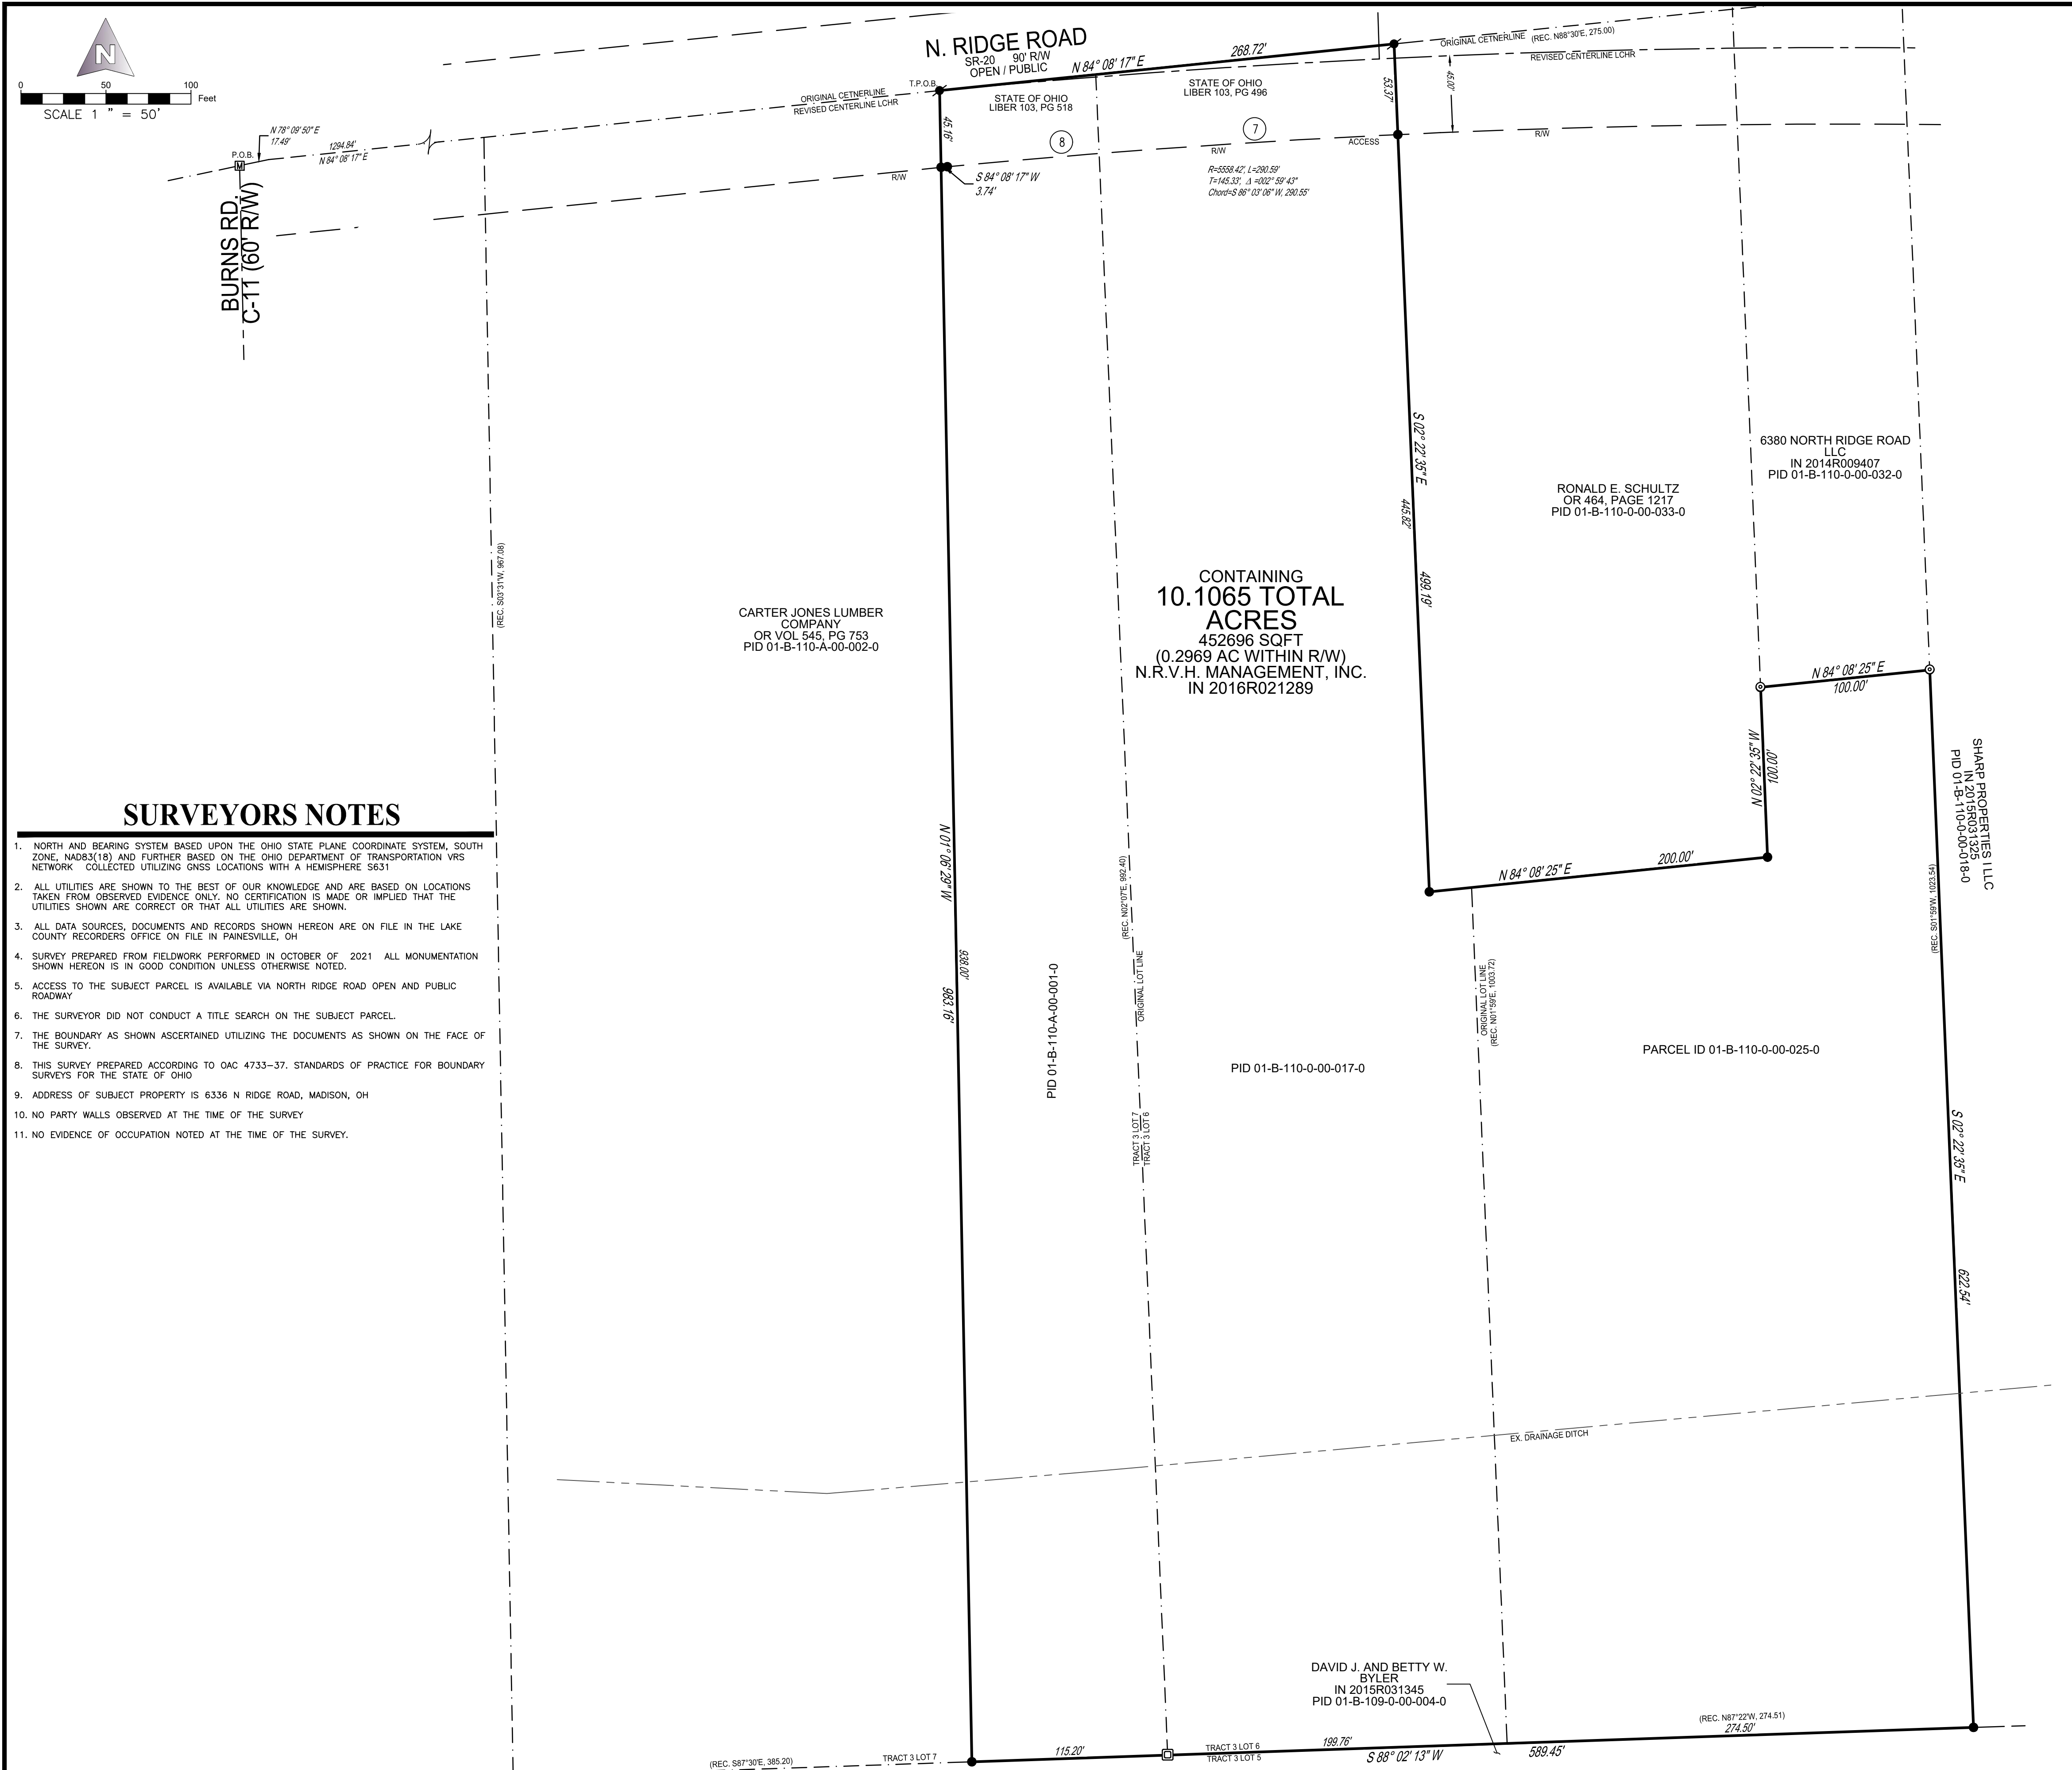 N
0 50 100
Feet
SCALE 1 " = 50'
N 78° 09' 50" E
17.49'
P.O.B.
M
1294.84'
N 84° 08' 17" E
BURNS RD.
C-11 (60' R/W)
N. RIDGE ROAD
SR-20 90' R/W
OPEN / PUBLIC
N 84° 08' 17" E
268.72'
ORIGINAL CETNERLINE
REVISED CENTERLINE LCHR
T.P.O.B.
STATE OF OHIO
LIBER 103, PG 518
STATE OF OHIO
LIBER 103, PG 496
ORIGINAL CETNERLINE (REC. N88°30'E, 275.00)
REVISED CENTERLINE LCHR
45.16'
53.37'
45.00'
8
7
ACCESS
R/W
R/W
R/W
S 84° 08' 17" W
3.74'
R=5558.42', L=290.59'
T=145.33', Δ =002° 59' 43"
Chord=S 86° 03' 06" W, 290.55'
S 02° 22' 35" E
445.82'
499.19'
6380 NORTH RIDGE ROAD
LLC
IN 2014R009407
PID 01-B-110-0-00-032-0
RONALD E. SCHULTZ
OR 464, PAGE 1217
PID 01-B-110-0-00-033-0
(REC. S03°31'W, 967.08)
CARTER JONES LUMBER
COMPANY
OR VOL 545, PG 753
PID 01-B-110-A-00-002-0
CONTAINING
10.1065 TOTAL
ACRES
452696 SQFT
(0.2969 AC WITHIN R/W)
N.R.V.H. MANAGEMENT, INC.
IN 2016R021289
N 84° 08' 25" E
100.00'
N 02° 22' 35" W
100.00'
SHARP PROPERTIES I LLC
IN 2015R031325
PID 01-B-110-0-00-018-0
N 84° 08' 25" E
200.00'
(REC. S01°59'W, 1023.54)
SURVEYORS NOTES
1. NORTH AND BEARING SYSTEM BASED UPON THE OHIO STATE PLANE COORDINATE SYSTEM, SOUTH
ZONE, NAD83(18) AND FURTHER BASED ON THE OHIO DEPARTMENT OF TRANSPORTATION VRS
NETWORK COLLECTED UTILIZING GNSS LOCATIONS WITH A HEMISPHERE S631
2. ALL UTILITIES ARE SHOWN TO THE BEST OF OUR KNOWLEDGE AND ARE BASED ON LOCATIONS
TAKEN FROM OBSERVED EVIDENCE ONLY. NO CERTIFICATION IS MADE OR IMPLIED THAT THE
UTILITIES SHOWN ARE CORRECT OR THAT ALL UTILITIES ARE SHOWN.
3. ALL DATA SOURCES, DOCUMENTS AND RECORDS SHOWN HEREON ARE ON FILE IN THE LAKE
COUNTY RECORDERS OFFICE ON FILE IN PAINESVILLE, OH
4. SURVEY PREPARED FROM FIELDWORK PERFORMED IN OCTOBER OF 2021 ALL MONUMENTATION
SHOWN HEREON IS IN GOOD CONDITION UNLESS OTHERWISE NOTED.
5. ACCESS TO THE SUBJECT PARCEL IS AVAILABLE VIA NORTH RIDGE ROAD OPEN AND PUBLIC
ROADWAY
6. THE SURVEYOR DID NOT CONDUCT A TITLE SEARCH ON THE SUBJECT PARCEL.
7. THE BOUNDARY AS SHOWN ASCERTAINED UTILIZING THE DOCUMENTS AS SHOWN ON THE FACE OF
THE SURVEY.
8. THIS SURVEY PREPARED ACCORDING TO OAC 4733-37. STANDARDS OF PRACTICE FOR BOUNDARY
SURVEYS FOR THE STATE OF OHIO
9. ADDRESS OF SUBJECT PROPERTY IS 6336 N RIDGE ROAD, MADISON, OH
10. NO PARTY WALLS OBSERVED AT THE TIME OF THE SURVEY
11. NO EVIDENCE OF OCCUPATION NOTED AT THE TIME OF THE SURVEY.
N 01° 06' 29" W
938.00'
983.16'
(REC. N02°07'E, 992.40)
ORIGINAL LOT LINE
PID 01-B-110-A-00-001-0
TRACT 3 LOT 7
TRACT 3 LOT 6
PID 01-B-110-0-00-017-0
ORIGINAL LOT LINE
(REC. N01°59'E, 1003.72)
PARCEL ID 01-B-110-0-00-025-0
S 02° 22' 35" E
622.54'
EX. DRAINAGE DITCH
DAVID J. AND BETTY W.
BYLER
IN 2015R031345
PID 01-B-109-0-00-004-0
(REC. N87°22'W, 274.51)
274.50'
(REC. S87°30'E, 385.20)
TRACT 3 LOT 7
115.20'
TRACT 3 LOT 6
TRACT 3 LOT 5
199.76'
S 88° 02' 13" W
589.45'